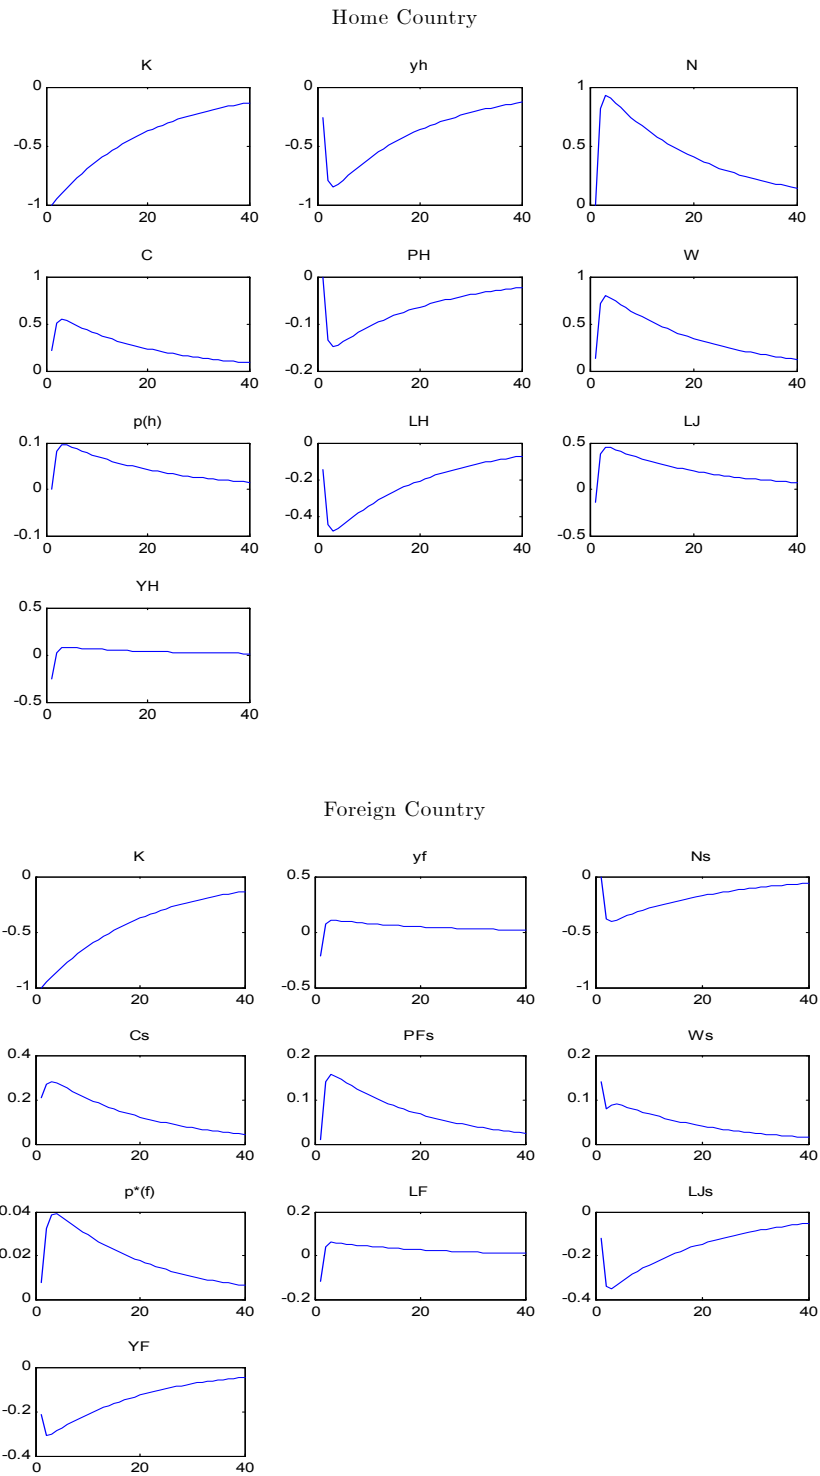 Home Country
K yh N
0 0 1
-0.5 -0.5 0.5
-1 -1 0
0 20 40 0 20 40 0 20 40
C PH W
1 0 1
0.5 -0.1 0.5
0 -0.2 0
0 20 40 0 20 40 0 20 40
p(h) LH LJ
0.1 0 0.5
0 -0.2 0
-0.1 -0.4 -0.5
0 20 40 0 20 40 0 20 40
YH
0.5
0
-0.5
0 20 40
Foreign Country
K yf Ns
0 0.5 0
-0.5 0 -0.5
-1 -0.5 -1
0 20 40 0 20 40 0 20 40
Cs PFs Ws
0.4 0.2 0.2
0.2 0.1 0.1
0 0 0
0 20 40 0 20 40 0 20 40
p*(f) LF LJs
0.04 0.2 0
0.02 0 -0.2
0 -0.2 -0.4
0 20 40 0 20 40 0 20 40
YF
0
-0.2
-0.4
0 20 40